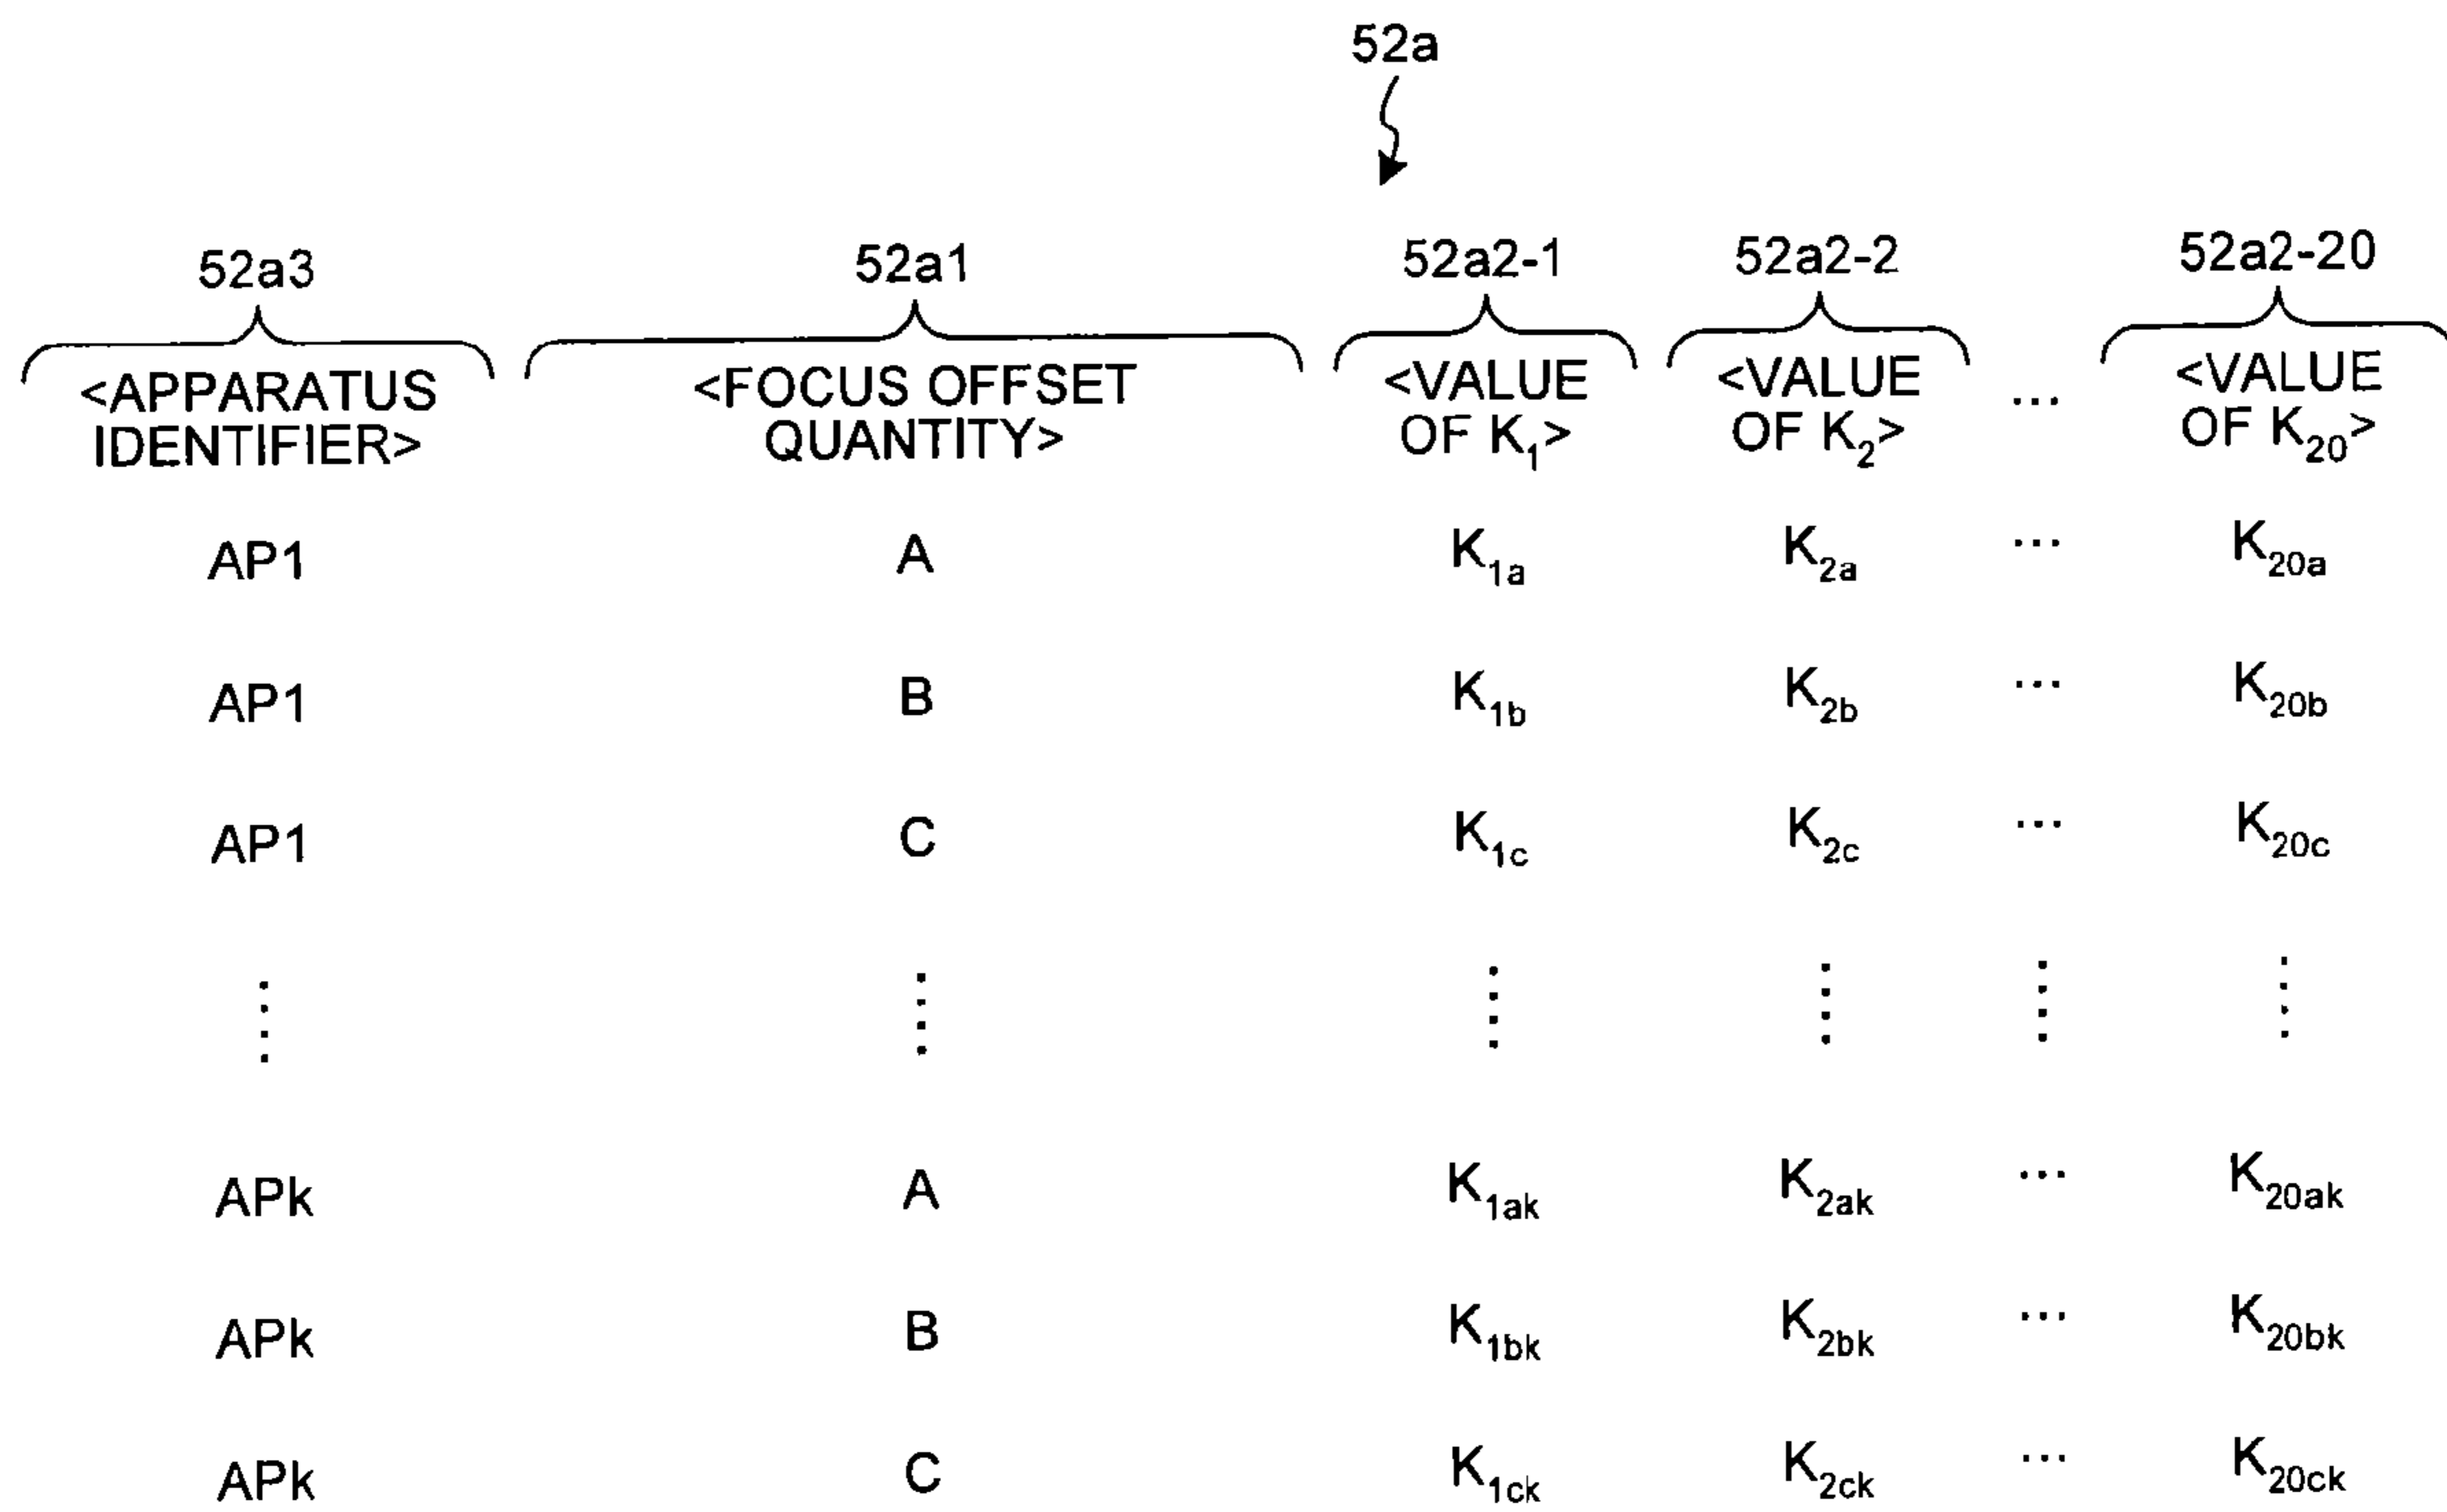 52a
52a3 52a1 52a2-1 52a2-2 52a2-20
<APPARATUS IDENTIFIER> <FOCUS OFFSET QUANTITY> <VALUE OF K₁> <VALUE OF K₂> ... <VALUE OF K₂₀>
AP1 A K₁ₐ K₂ₐ ... K₂₀ₐ
AP1 B K1b K2b ... K20b
AP1 C K1c K2c ... K20c
⋮ ⋮ ⋮ ⋮ ⋮ ⋮
APk A K1ak K2ak ... K20ak
APk B K1bk K2bk ... K20bk
APk C K1ck K2ck ... K20ck